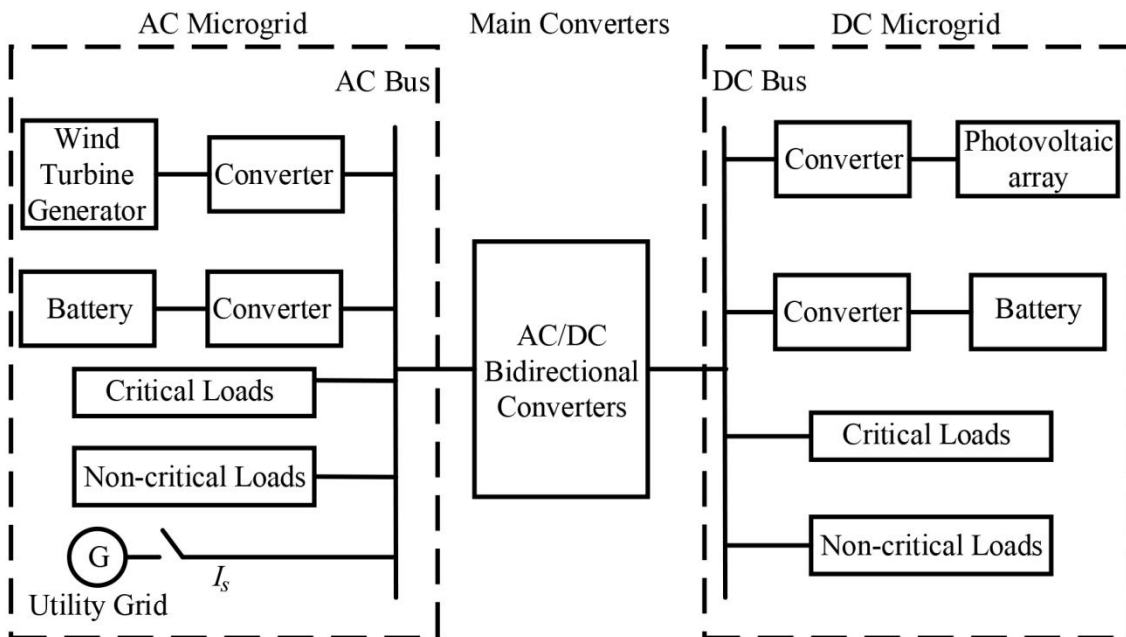 AC Microgrid
Main Converters
DC Microgrid
AC Bus
DC Bus
Wind
Turbine
Generator
Converter
Converter
Photovoltaic
array
Battery
Converter
Converter
Battery
AC/DC
Bidirectional
Converters
Critical Loads
Critical Loads
Non-critical Loads
Non-critical Loads
G
I_s
Utility Grid